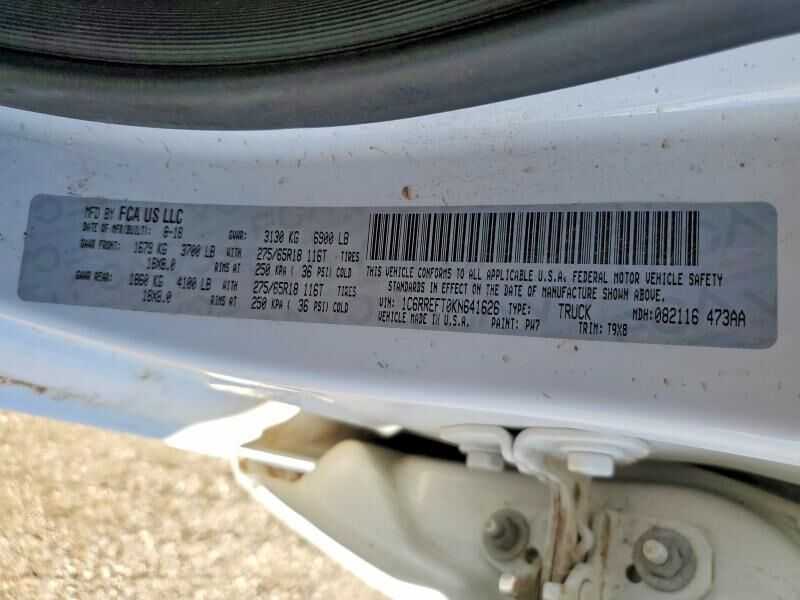 MFD BY FCA US LLC
DATE OF MFR(BUILT): 8-18 GVWR: 3130 KG 6900 LB
GAWR FRONT: 1679 KG 3700 LB WITH 275/65R18 116T TIRES
18X8.0 RIMS AT 250 KPA ( 36 PSI) COLD
GAWR REAR: 1860 KG 4100 LB WITH 275/65R18 116T TIRES
18X8.0 RIMS AT 250 KPA ( 36 PSI) COLD
THIS VEHICLE CONFORMS TO ALL APPLICABLE U.S.A. FEDERAL MOTOR VEHICLE SAFETY
STANDARDS IN EFFECT ON THE DATE OF MANUFACTURE SHOWN ABOVE.
VIN: 1C6RREFT0KN641626 TYPE: TRUCK MDH: 082116 473AA
VEHICLE MADE IN U.S.A. PAINT: PW7 TRIM: T9X8